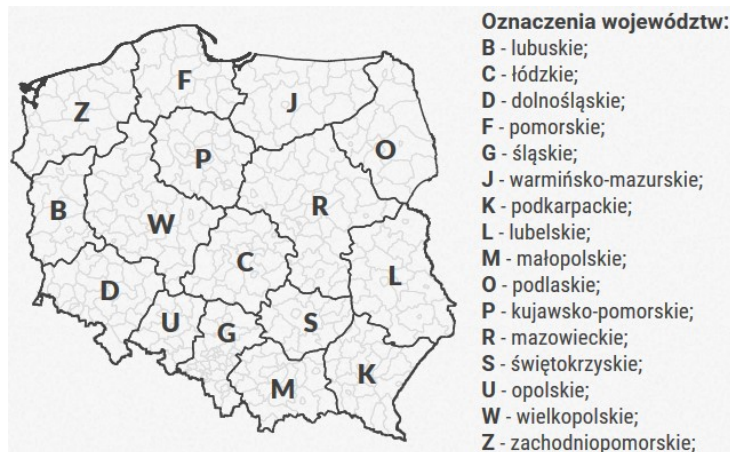 Oznaczenia województw:
B - lubuskie;
C - łódzkie;
D - dolnośląskie;
F - pomorskie;
G - śląskie;
J - warmińsko-mazurskie;
K - podkarpackie;
L - lubelskie;
M - małopolskie;
O - podlaskie;
P - kujawsko-pomorskie;
R - mazowieckie;
S - świętokrzyskie;
U - opolskie;
W - wielkopolskie;
Z - zachodniopomorskie;
F
Z
J
P
O
B
W
R
C
L
D
U
G
S
M
K